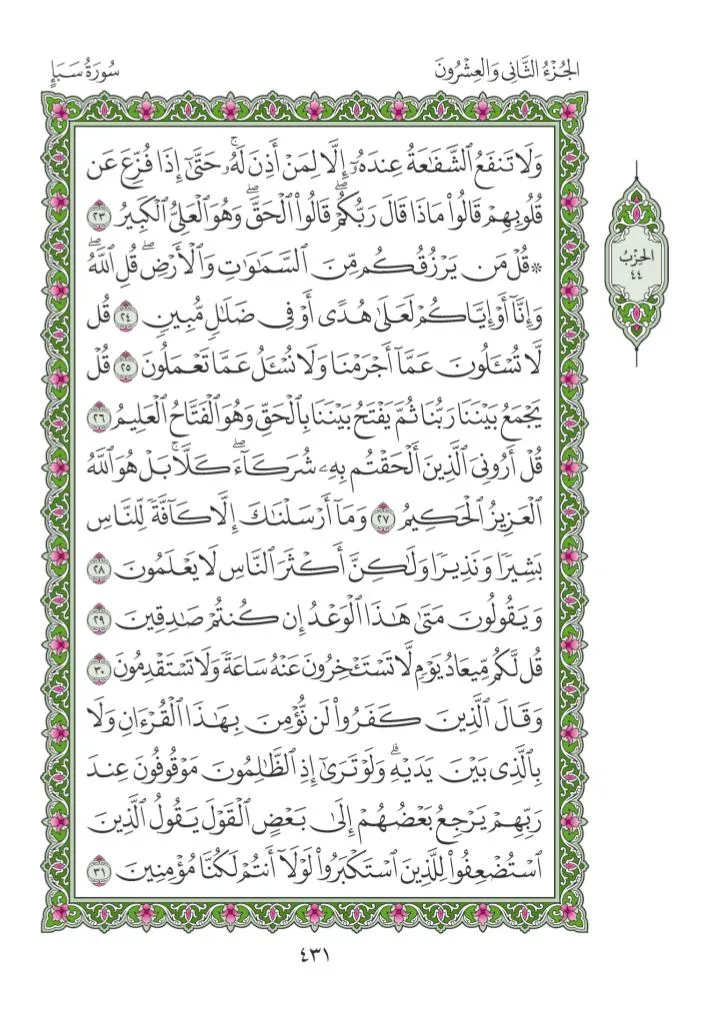 الجُزْءُ الثَّانِي وَالعِشْرُونَ
سُورَةُ سَبَإٍ
وَلَا تَنفَعُ ٱلشَّفَٰعَةُ عِندَهُۥٓ إِلَّا لِمَنْ أَذِنَ لَهُۥۚ حَتَّىٰٓ إِذَا فُزِّعَ عَن
قُلُوبِهِمْ قَالُوا۟ مَاذَا قَالَ رَبُّكُمْۖ قَالُوا۟ ٱلْحَقَّۖ وَهُوَ ٱلْعَلِىُّ ٱلْكَبِيرُ ٢٣
* قُلْ مَن يَرْزُقُكُم مِّنَ ٱلسَّمَٰوَٰتِ وَٱلْأَرْضِۖ قُلِ ٱللَّهُۖ
وَإِنَّآ أَوْ إِيَّاكُمْ لَعَلَىٰ هُدًى أَوْ فِى ضَلَٰلٍ مُّبِينٍ ٢٤ قُل
لَّا تُسْـَٔلُونَ عَمَّآ أَجْرَمْنَا وَلَا نُسْـَٔلُ عَمَّا تَعْمَلُونَ ٢٥ قُلْ
يَجْمَعُ بَيْنَنَا رَبُّنَا ثُمَّ يَفْتَحُ بَيْنَنَا بِٱلْحَقِّ وَهُوَ ٱلْفَتَّاحُ ٱلْعَلِيمُ ٢٦
قُلْ أَرُونِىَ ٱلَّذِينَ أَلْحَقْتُم بِهِۦ شُرَكَآءَۖ كَلَّاۚ بَلْ هُوَ ٱللَّهُ
ٱلْعَزِيزُ ٱلْحَكِيمُ ٢٧ وَمَآ أَرْسَلْنَٰكَ إِلَّا كَآفَّةً لِّلنَّاسِ
بَشِيرًا وَنَذِيرًا وَلَٰكِنَّ أَكْثَرَ ٱلنَّاسِ لَا يَعْلَمُونَ ٢٨
وَيَقُولُونَ مَتَىٰ هَٰذَا ٱلْوَعْدُ إِن كُنتُمْ صَٰدِقِينَ ٢٩
قُل لَّكُم مِّيعَادُ يَوْمٍ لَّا تَسْتَـْٔخِرُونَ عَنْهُ سَاعَةً وَلَا تَسْتَقْدِمُونَ ٣٠
وَقَالَ ٱلَّذِينَ كَفَرُوا۟ لَن نُّؤْمِنَ بِهَٰذَا ٱلْقُرْءَانِ وَلَا
بِٱلَّذِى بَيْنَ يَدَيْهِۗ وَلَوْ تَرَىٰٓ إِذِ ٱلظَّٰلِمُونَ مَوْقُوفُونَ عِندَ
رَبِّهِمْ يَرْجِعُ بَعْضُهُمْ إِلَىٰ بَعْضٍ ٱلْقَوْلَ يَقُولُ ٱلَّذِينَ
ٱسْتُضْعِفُوا۟ لِلَّذِينَ ٱسْتَكْبَرُوا۟ لَوْلَآ أَنتُمْ لَكُنَّا مُؤْمِنِينَ ٣١
الحِزْبُ
٤٤
٤٣١